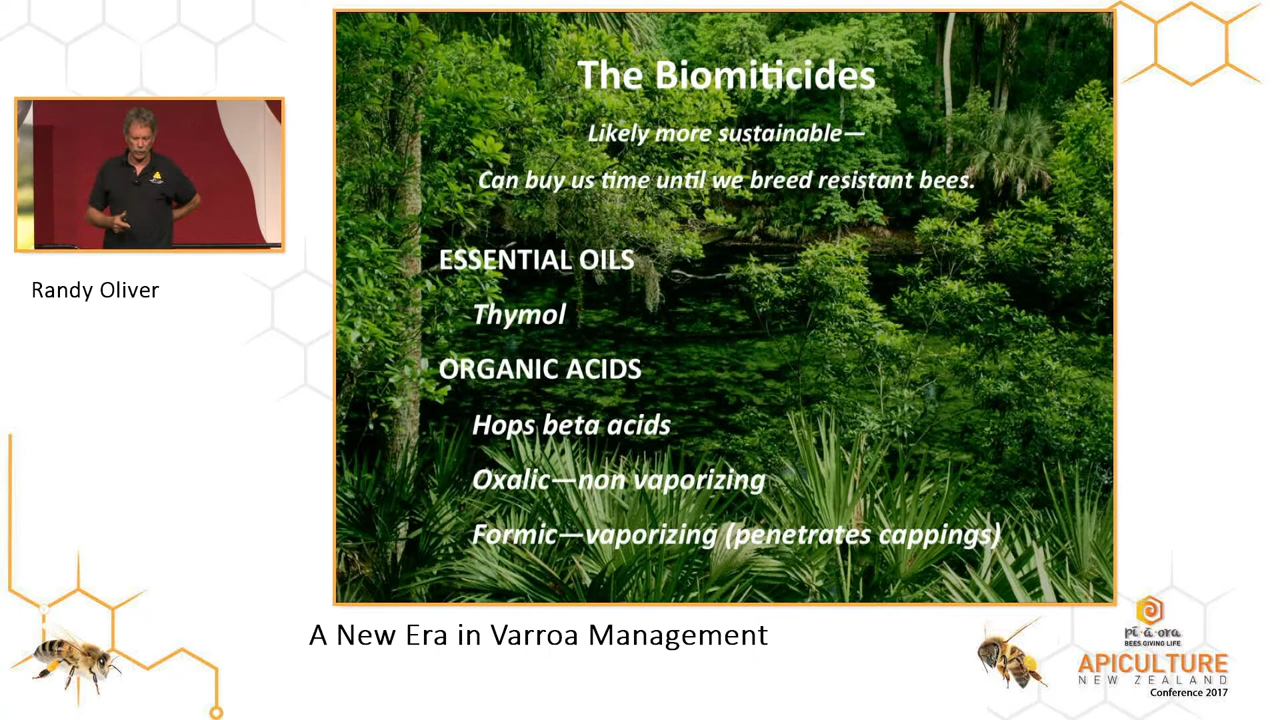 The Biomiticides
Likely more sustainable—
Can buy us time until we breed resistant bees.
ESSENTIAL OILS
Thymol
ORGANIC ACIDS
Hops beta acids
Oxalic—non vaporizing
Formic—vaporizing (penetrates cappings)
Randy Oliver
A New Era in Varroa Management
pī-ā-ora
BEES GIVING LIFE
APICULTURE
NEW ZEALAND
Conference 2017